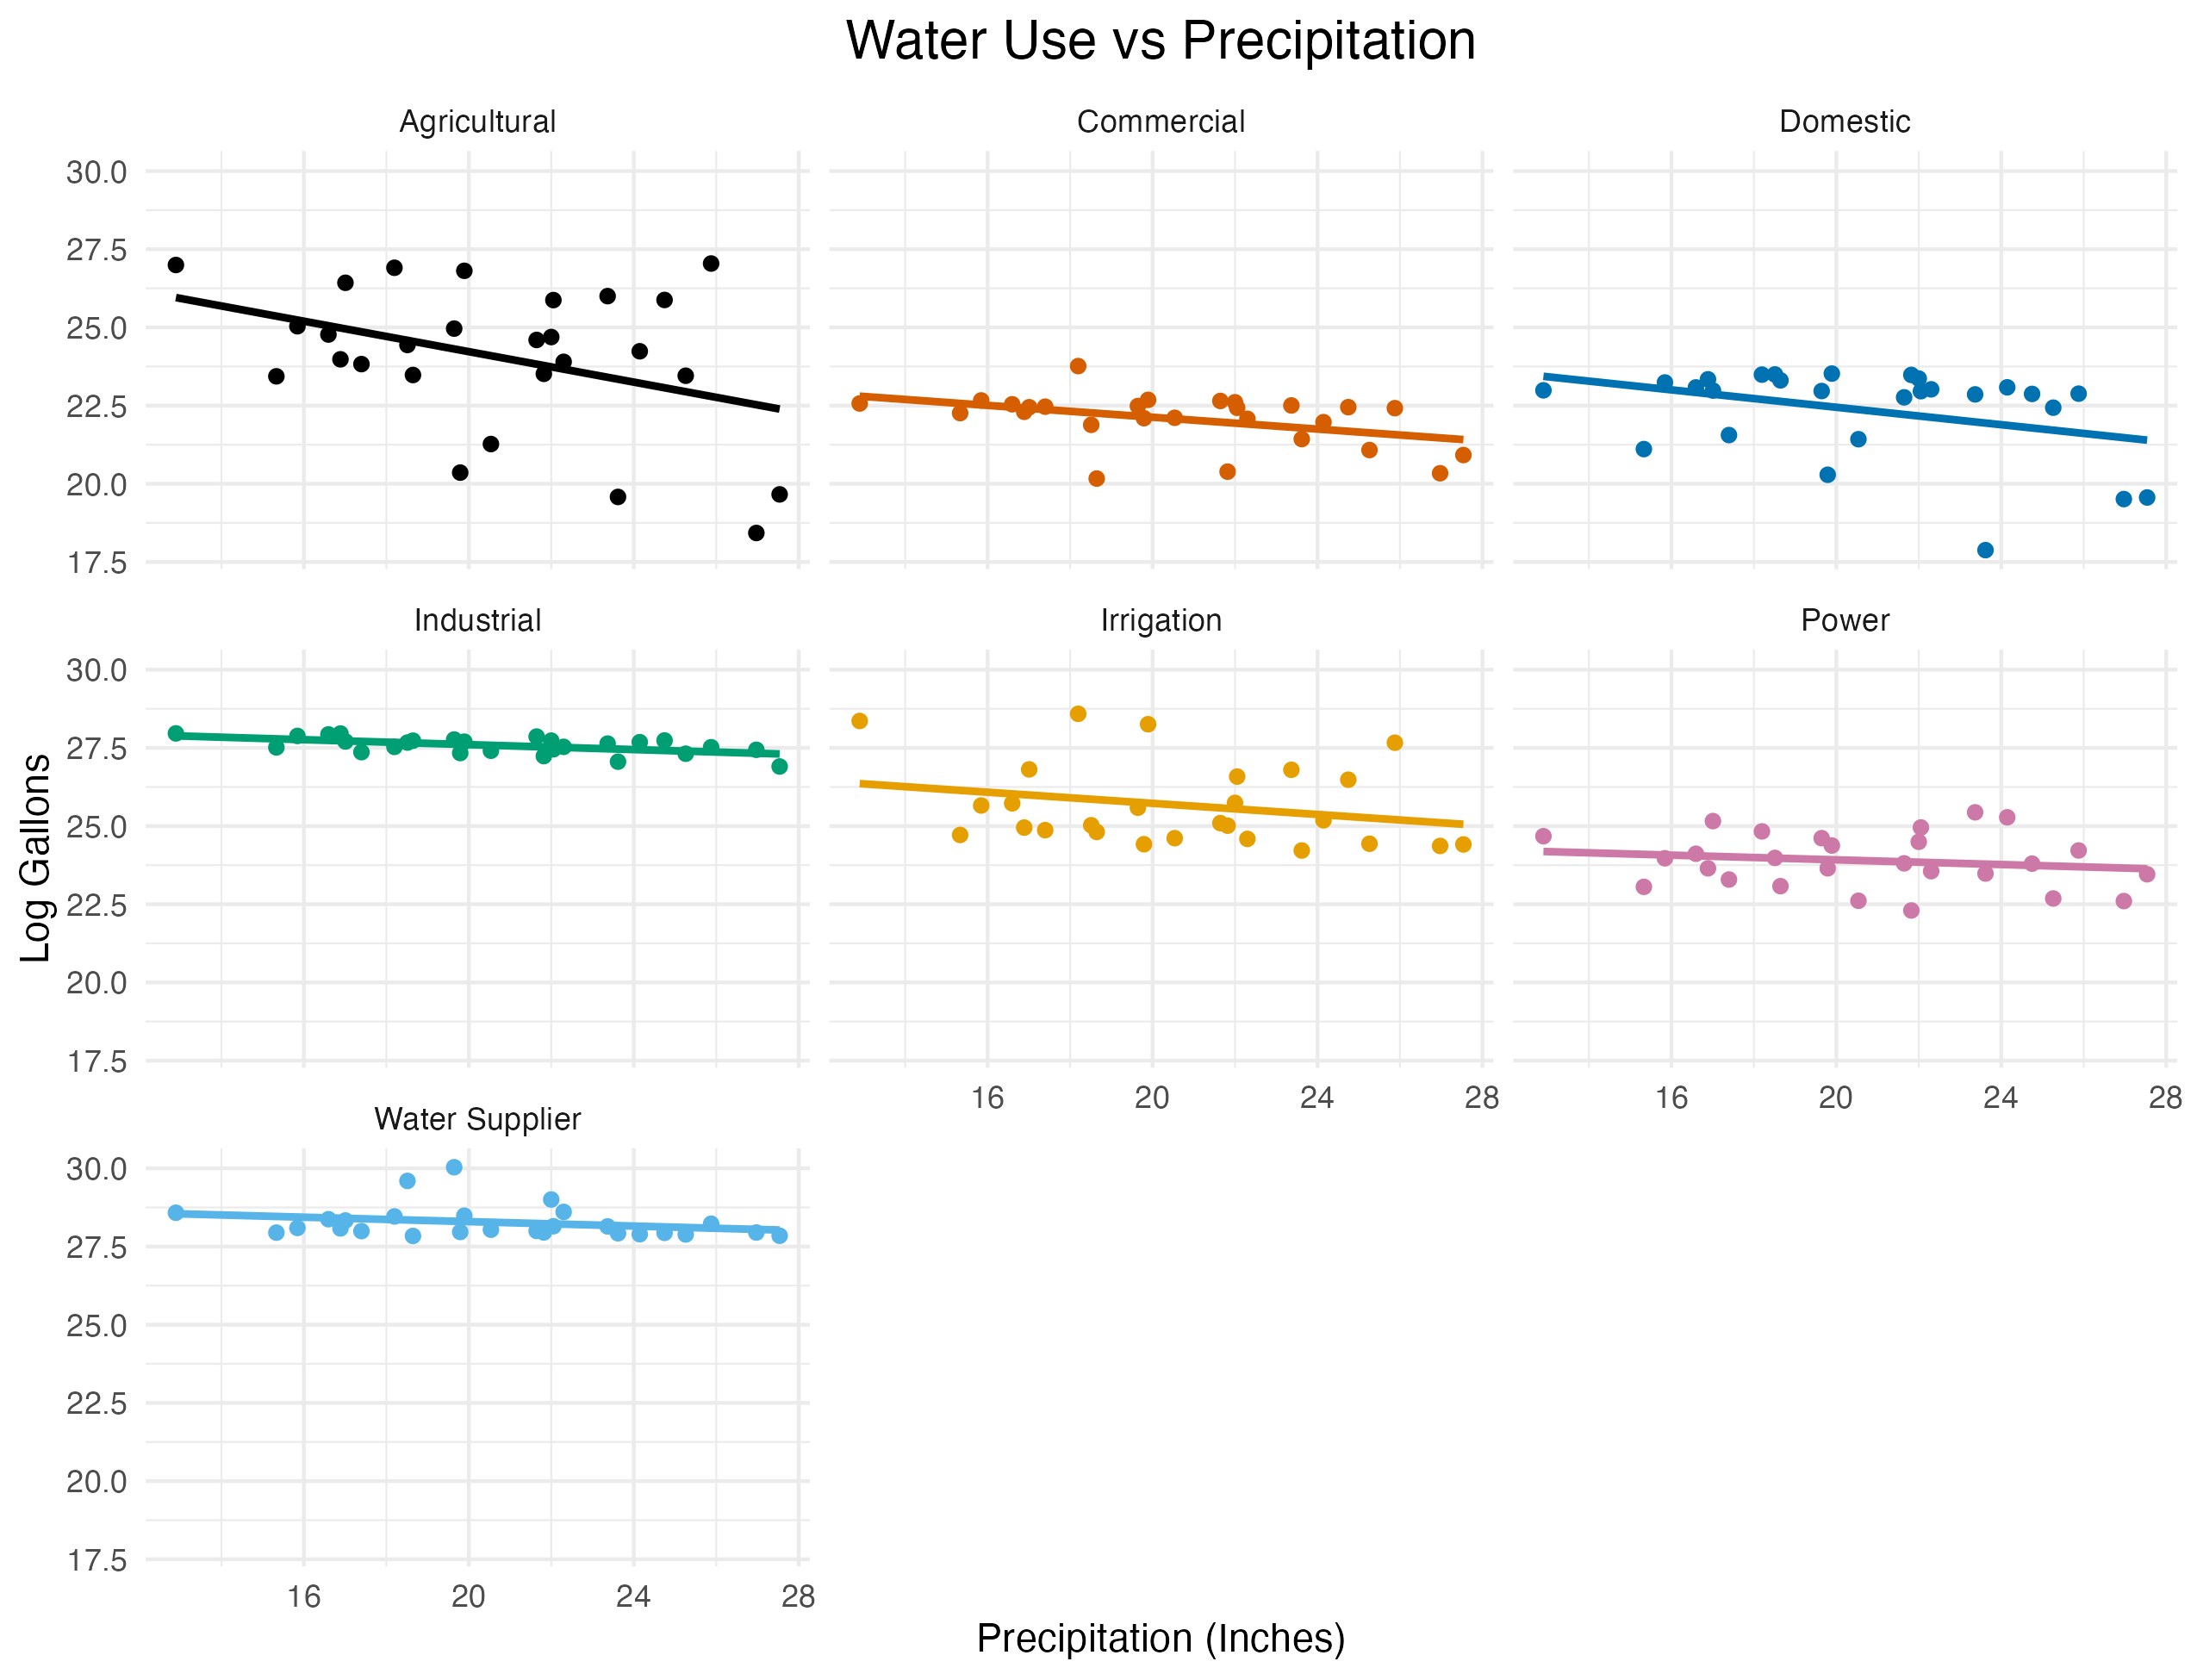 Water Use vs Precipitation
Agricultural
Commercial
Domestic
30.0
27.5
25.0
22.5
20.0
17.5
Industrial
Irrigation
Power
30.0
27.5
25.0
22.5
20.0
17.5
16 20 24 28
16 20 24 28
Water Supplier
30.0
27.5
25.0
22.5
20.0
17.5
16 20 24 28
Log Gallons
Precipitation (Inches)